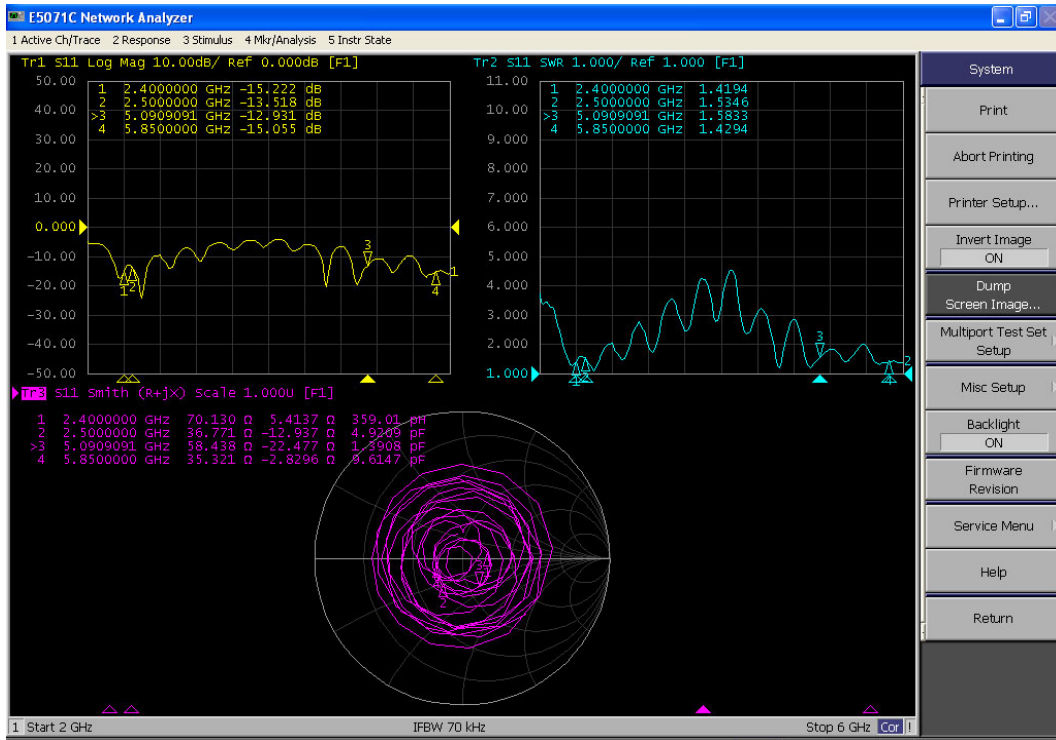 E5071C Network Analyzer
1 Active Ch/Trace 2 Response 3 Stimulus 4 Mkr/Analysis 5 Instr State
Tr1 S11 Log Mag 10.00dB/ Ref 0.000dB [F1]
50.00
40.00
30.00
20.00
10.00
0.000
-10.00
-20.00
-30.00
-40.00
-50.00
1 2.4000000 GHz -15.222 dB
2 2.5000000 GHz -13.518 dB
>3 5.0909091 GHz -12.931 dB
4 5.8500000 GHz -15.055 dB
1
2
3
4
1
Tr2 S11 SWR 1.000/ Ref 1.000 [F1]
11.00
10.00
9.000
8.000
7.000
6.000
5.000
4.000
3.000
2.000
1.000
1 2.4000000 GHz 1.4194
2 2.5000000 GHz 1.5346
>3 5.0909091 GHz 1.5833
4 5.8500000 GHz 1.4294
3
2
Tr3 S11 Smith (R+jX) Scale 1.000U [F1]
1 2.4000000 GHz 70.130 Ω 5.4137 Ω 359.01 pH
2 2.5000000 GHz 36.771 Ω -12.937 Ω 4.9209 pF
>3 5.0909091 GHz 58.438 Ω -22.477 Ω 1.3908 pF
4 5.8500000 GHz 35.321 Ω -2.8296 Ω 9.6147 pF
2
1 Start 2 GHz
IFBW 70 kHz
Stop 6 GHz Cor !
System
Print
Abort Printing
Printer Setup...
Invert Image
ON
Dump
Screen Image...
Multiport Test Set
Setup
Misc Setup
Backlight
ON
Firmware
Revision
Service Menu
Help
Return